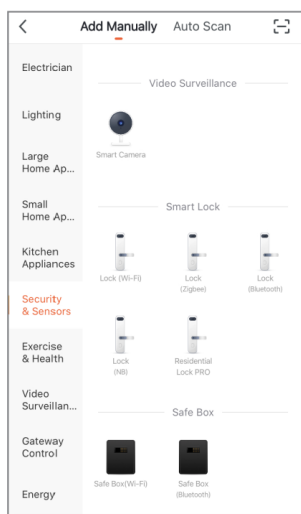 Add Manually Auto Scan
Electrician
Lighting
Large
Home Ap...
Small
Home Ap...
Kitchen
Appliances
Security
& Sensors
Exercise
& Health
Video
Surveillan...
Gateway
Control
Energy
Video Surveillance
Smart Camera
Smart Lock
Lock (Wi-Fi)
Lock
(Zigbee)
Lock
(Bluetooth)
Lock
(NB)
Residential
Lock PRO
Safe Box
Safe Box(Wi-Fi)
Safe Box
(Bluetooth)